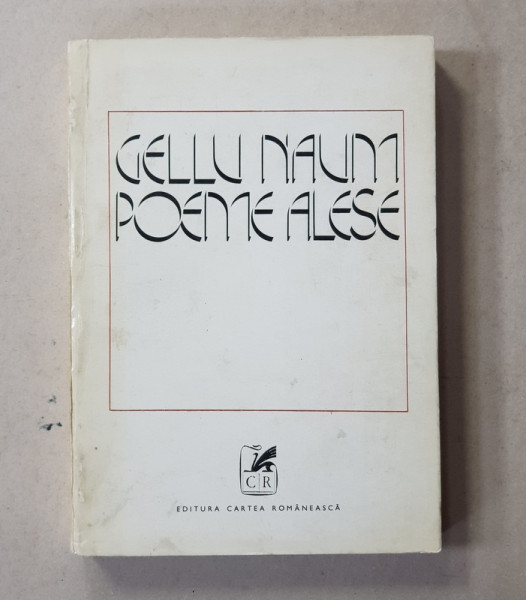 GELLU NAUM
POEME ALESE
CR
EDITURA CARTEA ROMÂNEASCĂ